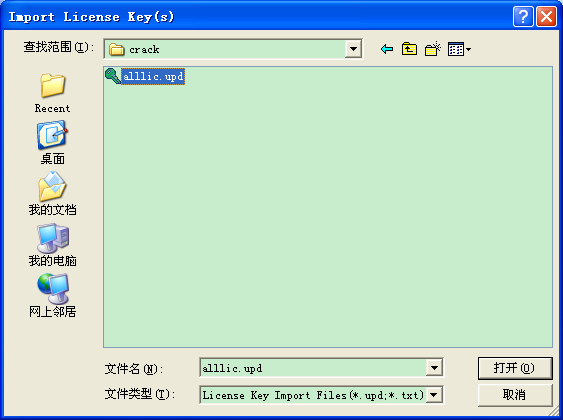 Import License Key(s)
查找范围(I):
crack
alllic.upd
Recent
桌面
我的文档
我的电脑
网上邻居
文件名(N):
alllic.upd
打开(O)
文件类型(T):
License Key Import Files(*.upd;*.txt)
取消